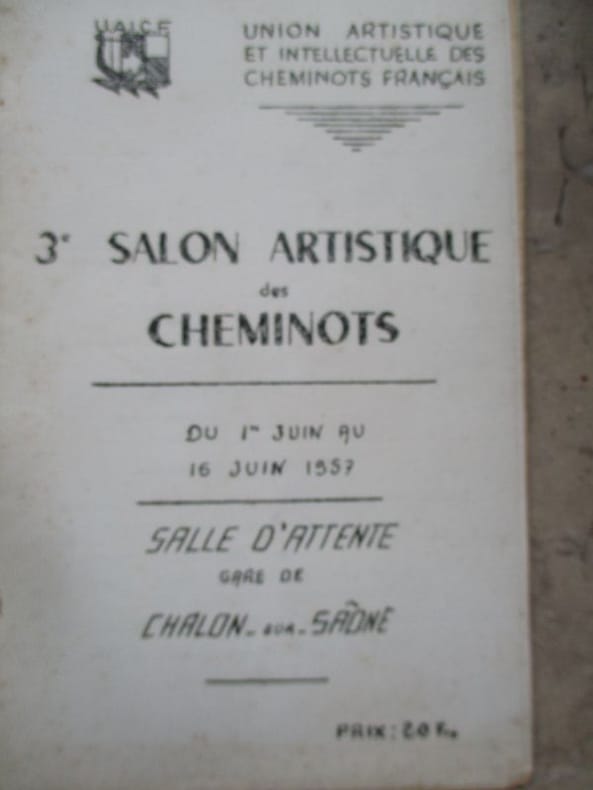 UAICF
UNION ARTISTIQUE
ET INTELLECTUELLE DES
CHEMINOTS FRANÇAIS
3e SALON ARTISTIQUE
des
CHEMINOTS
DU 1er JUIN AU
16 JUIN 1957
SALLE D'ATTENTE
GARE DE
CHALON-SUR-SAÔNE
PRIX: 20 Frs